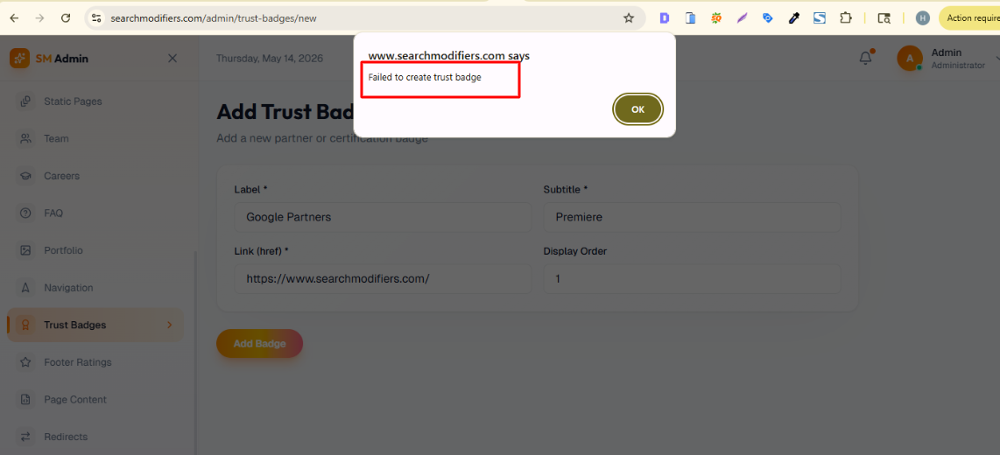 searchmodifiers.com/admin/trust-badges/new
H
Action require
SM Admin
Thursday, May 14, 2026
www.searchmodifiers.com says
Failed to create trust badge
OK
A
Admin
Administrator
Static Pages
Team
Careers
FAQ
Portfolio
Navigation
Trust Badges
Footer Ratings
Page Content
Redirects
Add Trust Bad
Add a new partner or certification badge
Label *
Subtitle *
Google Partners
Premiere
Link (href) *
Display Order
https://www.searchmodifiers.com/
1
Add Badge